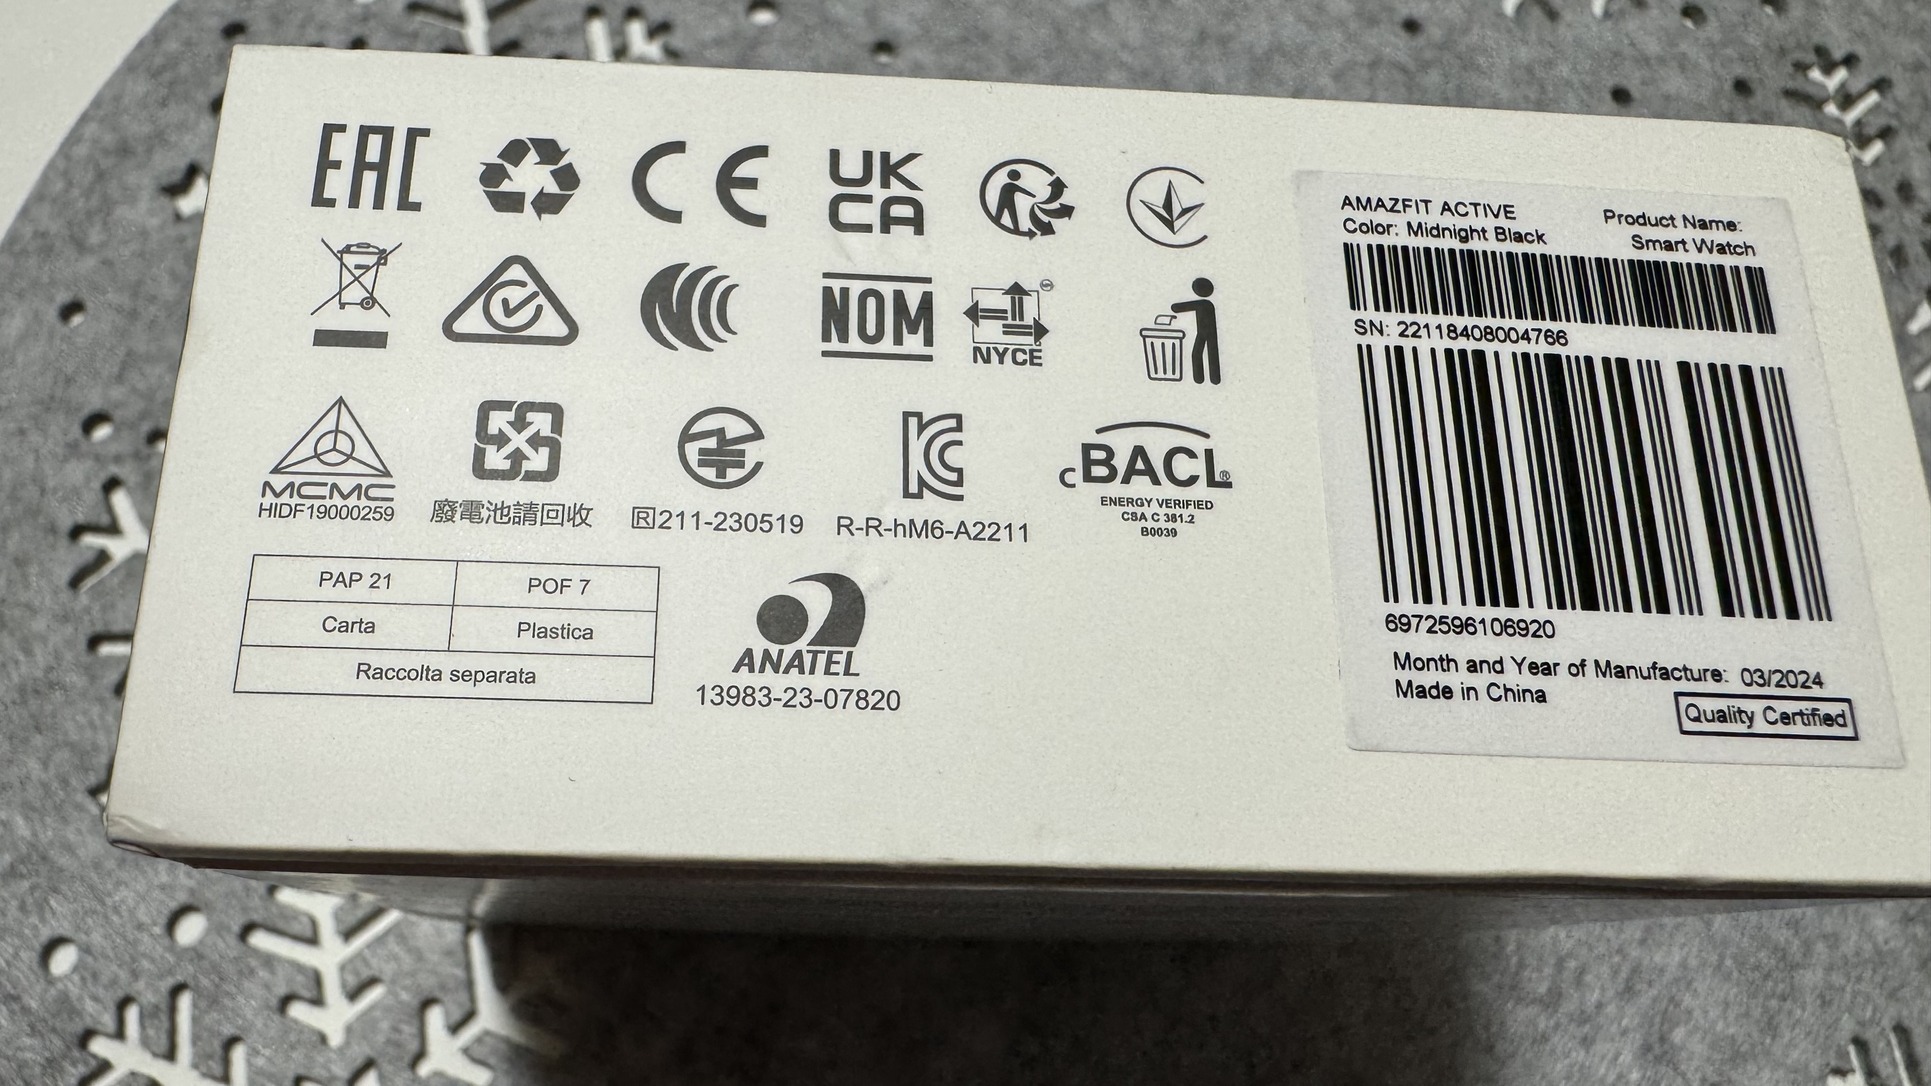 EAC
CE
UK
CA
NOM
NYCE
MCMC
HIDF19000259
廢電池請回收
R 211-230519
R-R-hM6-A2211
cBACL®
ENERGY VERIFIED
CSA C 381.2
B0039
PAP 21 POF 7
Carta Plastica
Raccolta separata
ANATEL
13983-23-07820
AMAZFIT ACTIVE
Color: Midnight Black
Product Name:
Smart Watch
SN: 22118408004766
6972596106920
Month and Year of Manufacture: 03/2024
Made in China
Quality Certified